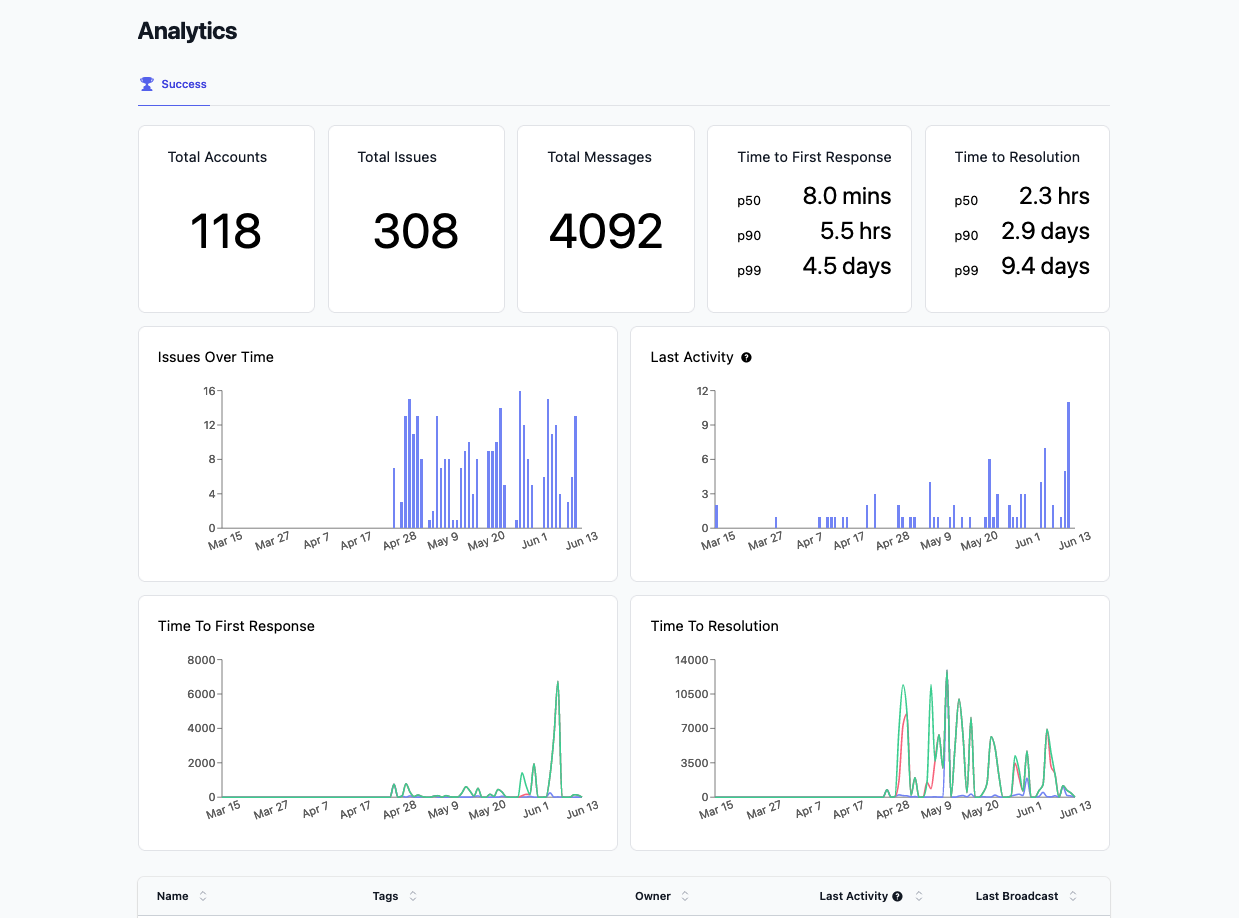 Analytics
Success
Total Accounts
118
Total Issues
308
Total Messages
4092
Time to First Response
p50 8.0 mins
p90 5.5 hrs
p99 4.5 days
Time to Resolution
p50 2.3 hrs
p90 2.9 days
p99 9.4 days
Issues Over Time
16
12
8
4
0
Mar 15 Mar 27 Apr 7 Apr 17 Apr 28 May 9 May 20 Jun 1 Jun 13
Last Activity ?
12
9
6
3
0
Mar 15 Mar 27 Apr 7 Apr 17 Apr 28 May 9 May 20 Jun 1 Jun 13
Time To First Response
8000
6000
4000
2000
0
Mar 15 Mar 27 Apr 7 Apr 17 Apr 28 May 9 May 20 Jun 1 Jun 13
Time To Resolution
14000
10500
7000
3500
0
Mar 15 Mar 27 Apr 7 Apr 17 Apr 28 May 9 May 20 Jun 1 Jun 13
Name Tags Owner Last Activity ? Last Broadcast